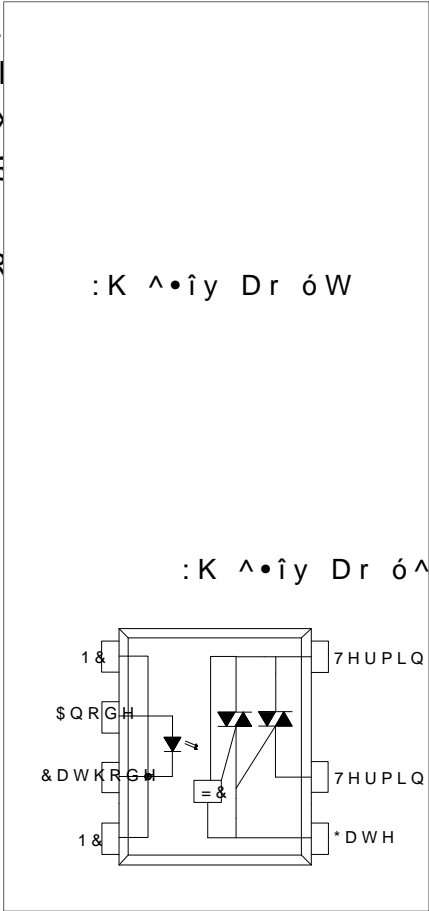 :K ^•îy Dr óW
:K ^•îy Dr ó^
1&
7HUPLQ
$QRGH
&DWKRGH
7HUPLQ
=&
1&
*DWH